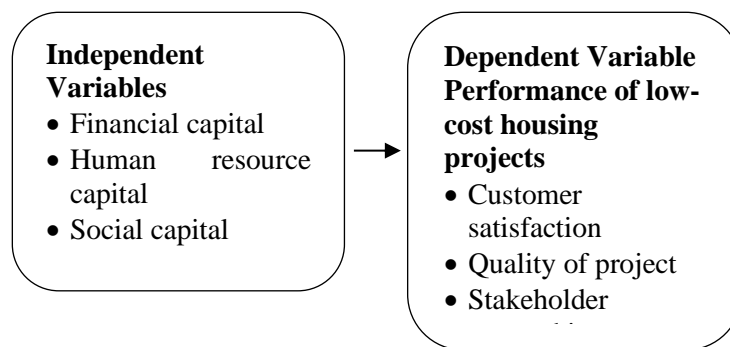 Independent
Variables
• Financial capital
• Human resource
capital
• Social capital
Dependent Variable
Performance of low-
cost housing
projects
• Customer
satisfaction
• Quality of project
• Stakeholder